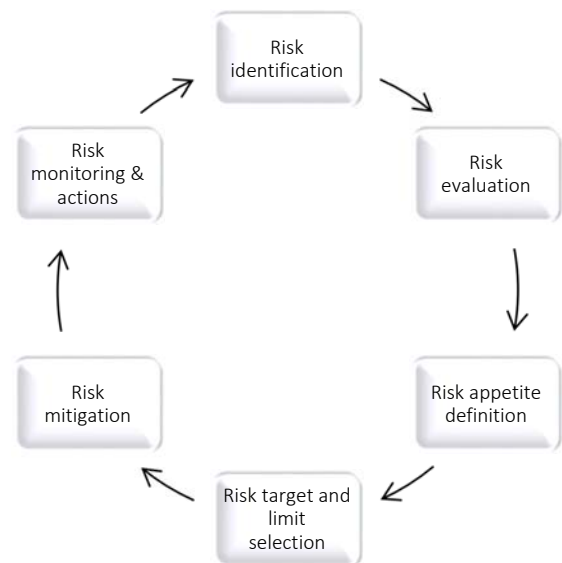 Risk
identification
Risk
evaluation
Risk appetite
definition
Risk target and
limit
selection
Risk
mitigation
Risk
monitoring &
actions